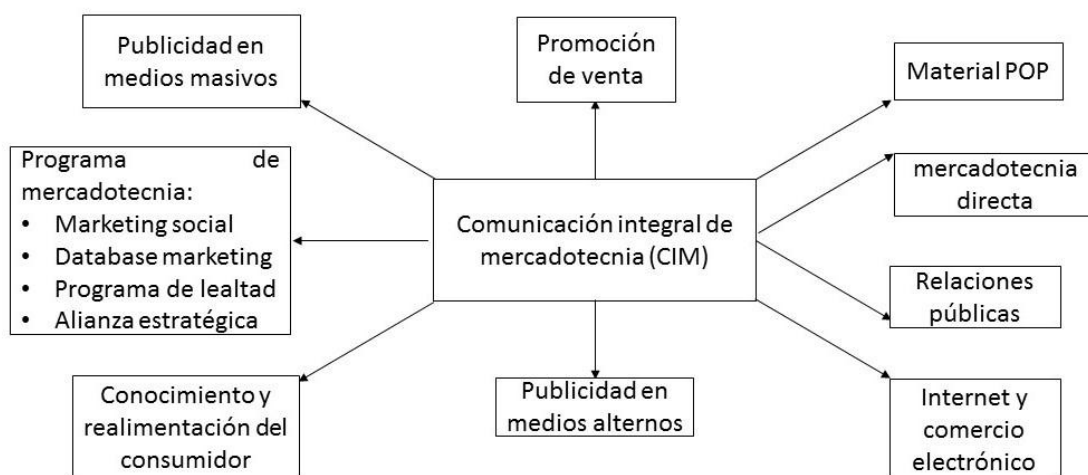 Publicidad en
medios masivos
Promoción
de venta
Material POP
Programa de
mercadotecnia:
• Marketing social
• Database marketing
• Programa de lealtad
• Alianza estratégica
Comunicación integral de
mercadotecnia (CIM)
mercadotecnia
directa
Relaciones
públicas
Conocimiento y
realimentación del
consumidor
Publicidad en
medios alternos
Internet y
comercio
electrónico